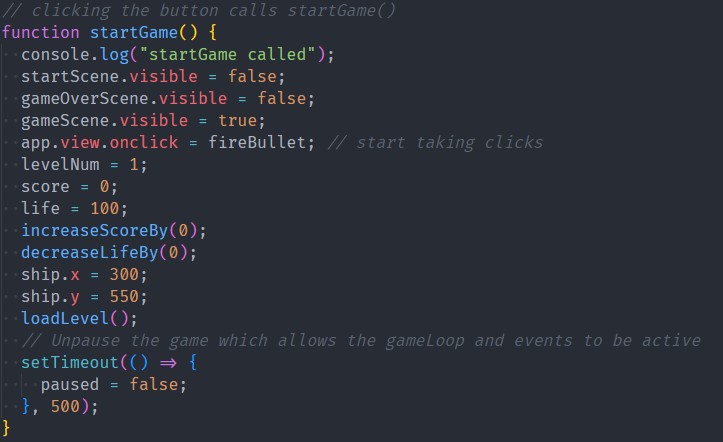 // clicking the button calls startGame()
function startGame() {
  console.log("startGame called");
  startScene.visible = false;
  gameOverScene.visible = false;
  gameScene.visible = true;
  app.view.onclick = fireBullet; // start taking clicks
  levelNum = 1;
  score = 0;
  life = 100;
  increaseScoreBy(0);
  decreaseLifeBy(0);
  ship.x = 300;
  ship.y = 550;
  loadLevel();
  // Unpause the game which allows the gameLoop and events to be active
  setTimeout(() => {
    paused = false;
  }, 500);
}